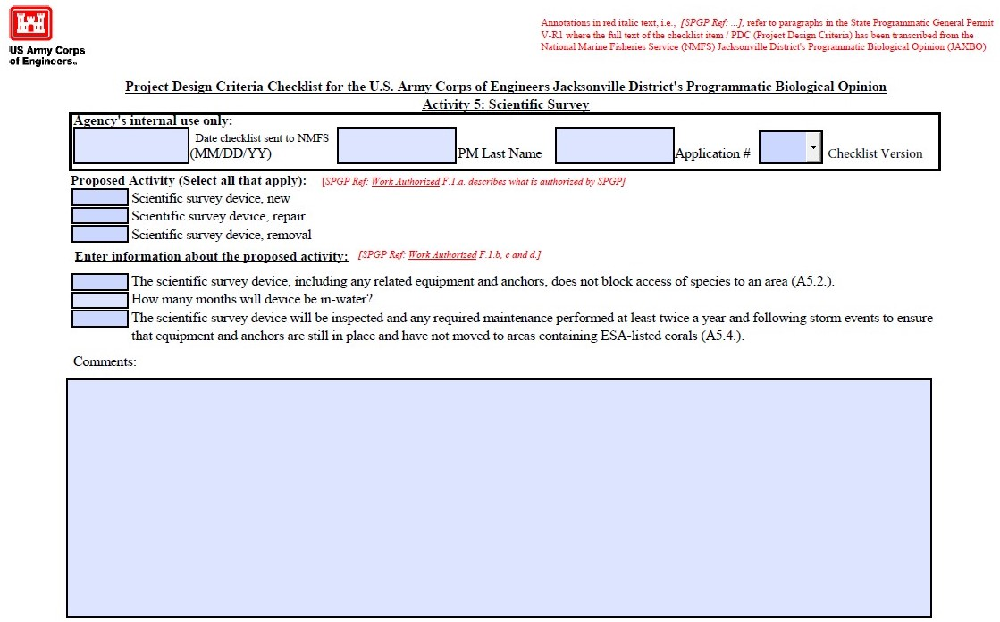 US Army Corps
of Engineers®
Annotations in red italic text, i.e., [SPGP Ref: ...], refer to paragraphs in the State Programmatic General Permit
V-R1 where the full text of the checklist item / PDC (Project Design Criteria) has been transcribed from the
National Marine Fisheries Service (NMFS) Jacksonville District's Programmatic Biological Opinion (JAXBO)
Project Design Criteria Checklist for the U.S. Army Corps of Engineers Jacksonville District's Programmatic Biological Opinion
Activity 5: Scientific Survey
Agency's internal use only:
Date checklist sent to NMFS
(MM/DD/YY)
PM Last Name
Application #
Checklist Version
Proposed Activity (Select all that apply): [SPGP Ref: Work Authorized F.1.a. describes what is authorized by SPGP]
Scientific survey device, new
Scientific survey device, repair
Scientific survey device, removal
Enter information about the proposed activity: [SPGP Ref: Work Authorized F.1.b, c and d.]
The scientific survey device, including any related equipment and anchors, does not block access of species to an area (A5.2.).
How many months will device be in-water?
The scientific survey device will be inspected and any required maintenance performed at least twice a year and following storm events to ensure
that equipment and anchors are still in place and have not moved to areas containing ESA-listed corals (A5.4.).
Comments: